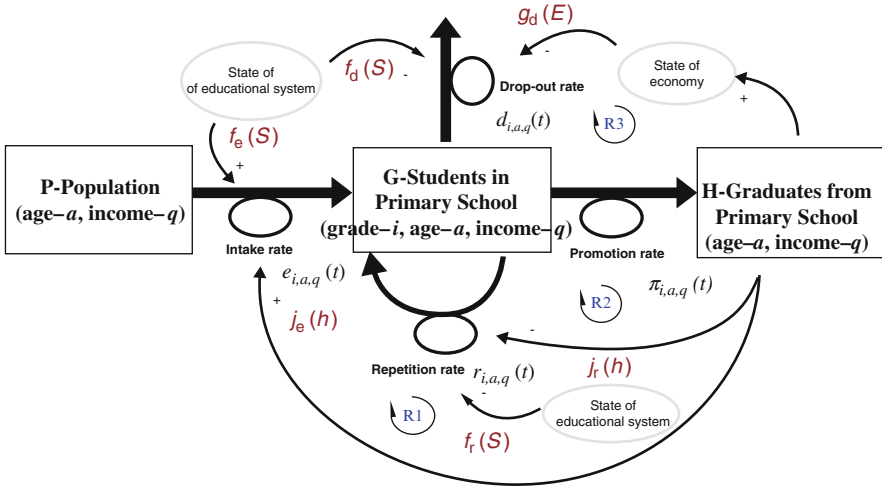 g_d(E)
State of
of educational system
f_d(S)
-
-
State of
economy
Drop-out rate
+
d_{i,a,q}(t)
R3
f_e(S)
+
P-Population
(age–a, income–q)
G-Students in
Primary School
(grade–i, age–a, income–q)
H-Graduates from
Primary School
(age–a, income–q)
Intake rate
Promotion rate
e_{i,a,q}(t)
π_{i,a,q}(t)
+
j_e(h)
R2
-
j_r(h)
Repetition rate
r_{i,a,q}(t)
-
R1
f_r(S)
State of
educational system